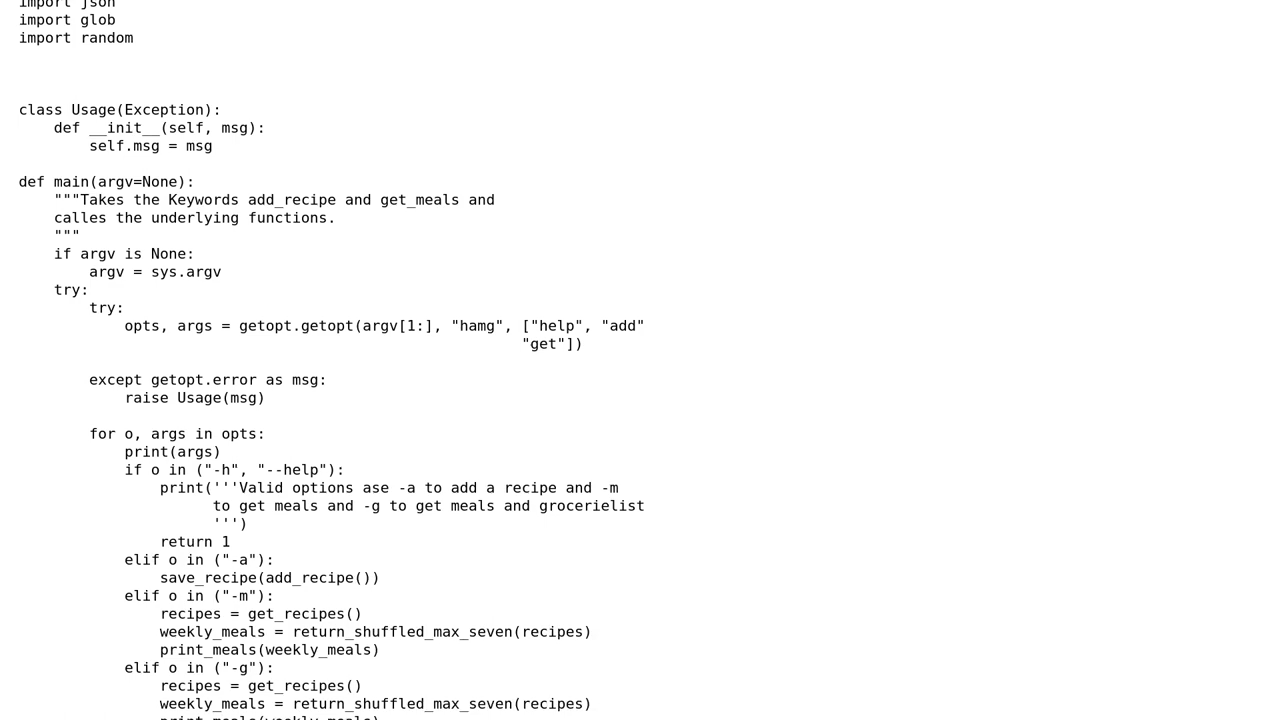 import json
import glob
import random
class Usage(Exception):
    def __init__(self, msg):
        self.msg = msg
def main(argv=None):
    """Takes the Keywords add_recipe and get_meals and
    calles the underlying functions.
    """
    if argv is None:
        argv = sys.argv
    try:
        try:
            opts, args = getopt.getopt(argv[1:], "hamg", ["help", "add"
                                                         "get"])
        except getopt.error as msg:
            raise Usage(msg)
        for o, args in opts:
            print(args)
            if o in ("-h", "--help"):
                print('''Valid options ase -a to add a recipe and -m
                      to get meals and -g to get meals and grocerielist
                      ''')
                return 1
            elif o in ("-a"):
                save_recipe(add_recipe())
            elif o in ("-m"):
                recipes = get_recipes()
                weekly_meals = return_shuffled_max_seven(recipes)
                print_meals(weekly_meals)
            elif o in ("-g"):
                recipes = get_recipes()
                weekly_meals = return_shuffled_max_seven(recipes)
                print_meals(weekly_meals)